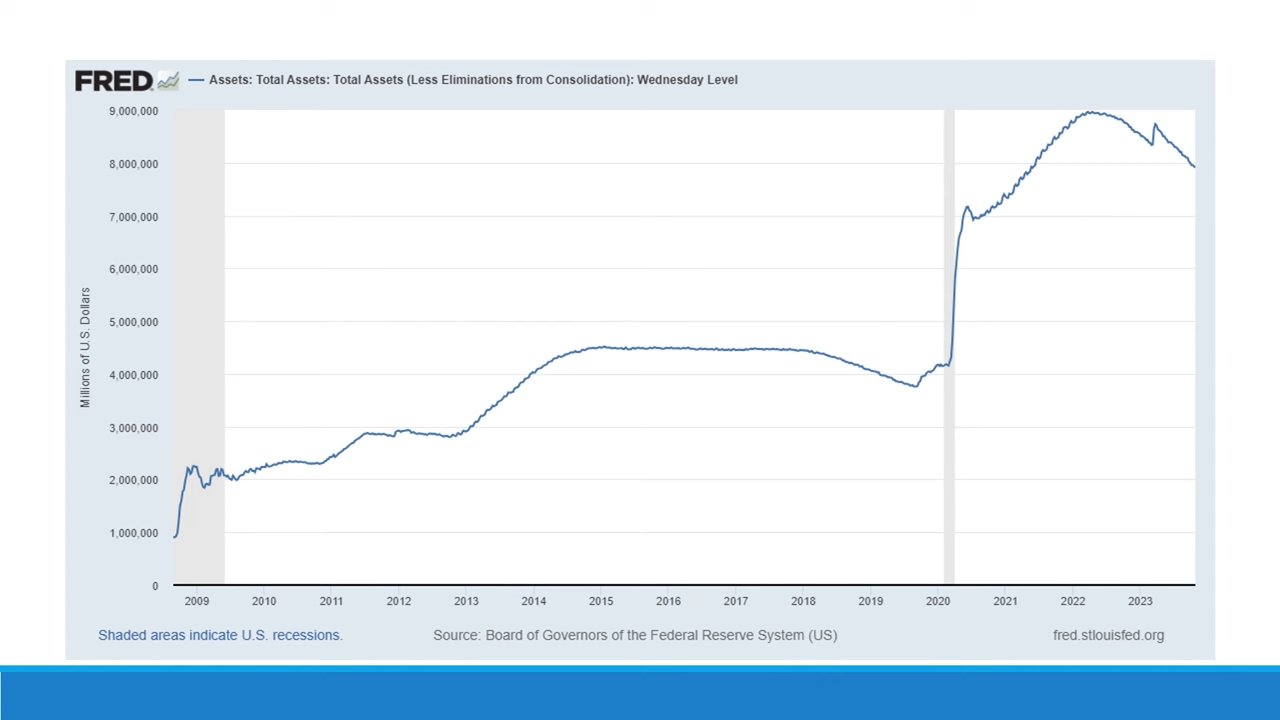 FRED Assets: Total Assets: Total Assets (Less Eliminations from Consolidation): Wednesday Level
9,000,000
8,000,000
7,000,000
6,000,000
5,000,000
4,000,000
3,000,000
2,000,000
1,000,000
0
Millions of U.S. Dollars
2009 2010 2011 2012 2013 2014 2015 2016 2017 2018 2019 2020 2021 2022 2023
Shaded areas indicate U.S. recessions. Source: Board of Governors of the Federal Reserve System (US) fred.stlouisfed.org